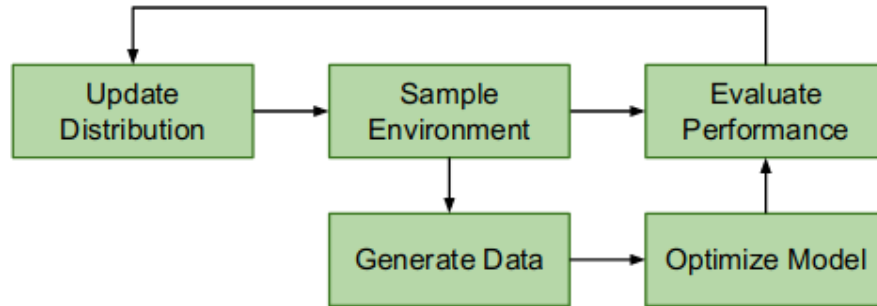 Update
Distribution
Sample
Environment
Evaluate
Performance
Generate Data
Optimize Model